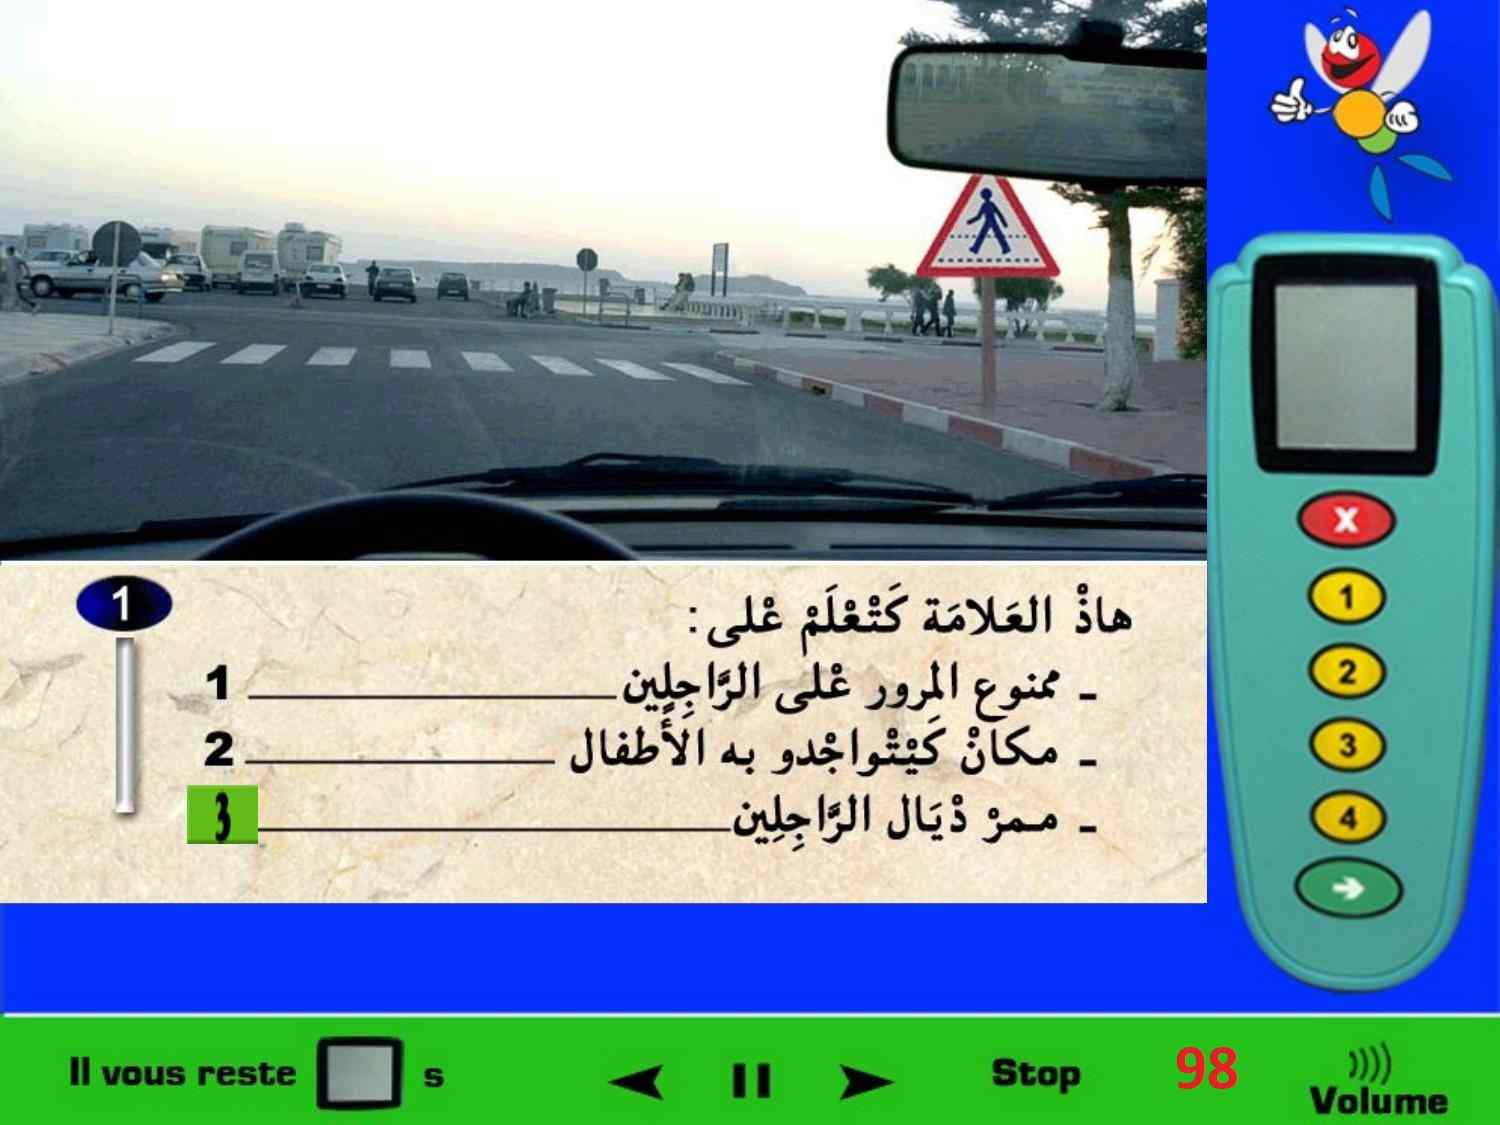 1
هاذْ العَلامَة كَتْعْلَمْ عْلى:
ـ ممنوع المرور عْلى الرَّاجِلِين 1
ـ مكانْ كَيْتْواجْدو به الأَطفال 2
ـ ممرْ دْيَال الرَّاجِلِين 3
X
1
2
3
4
Il vous reste s
Stop
98
Volume